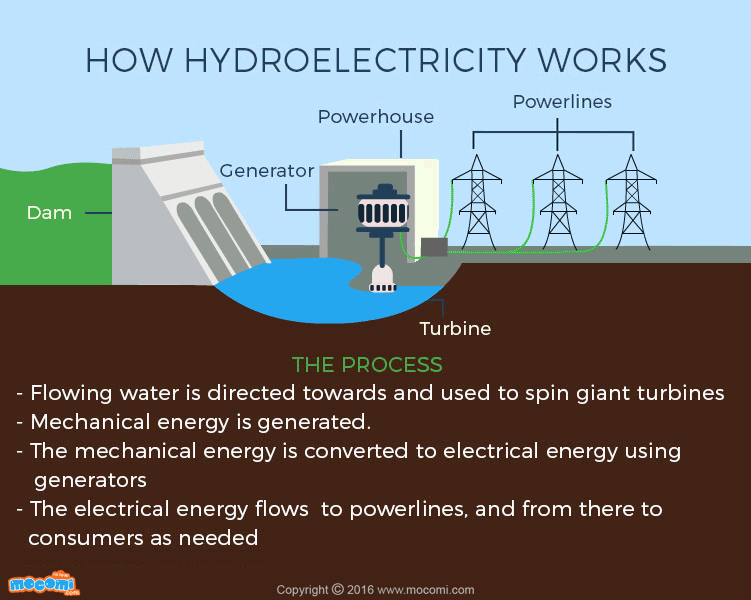 HOW HYDROELECTRICITY WORKS
Powerlines
Powerhouse
Generator
Dam
Turbine
THE PROCESS
- Flowing water is directed towards and used to spin giant turbines
- Mechanical energy is generated.
- The mechanical energy is converted to electrical energy using
generators
- The electrical energy flows to powerlines, and from there to
consumers as needed
mocomi
.com
Copyright © 2016 www.mocomi.com